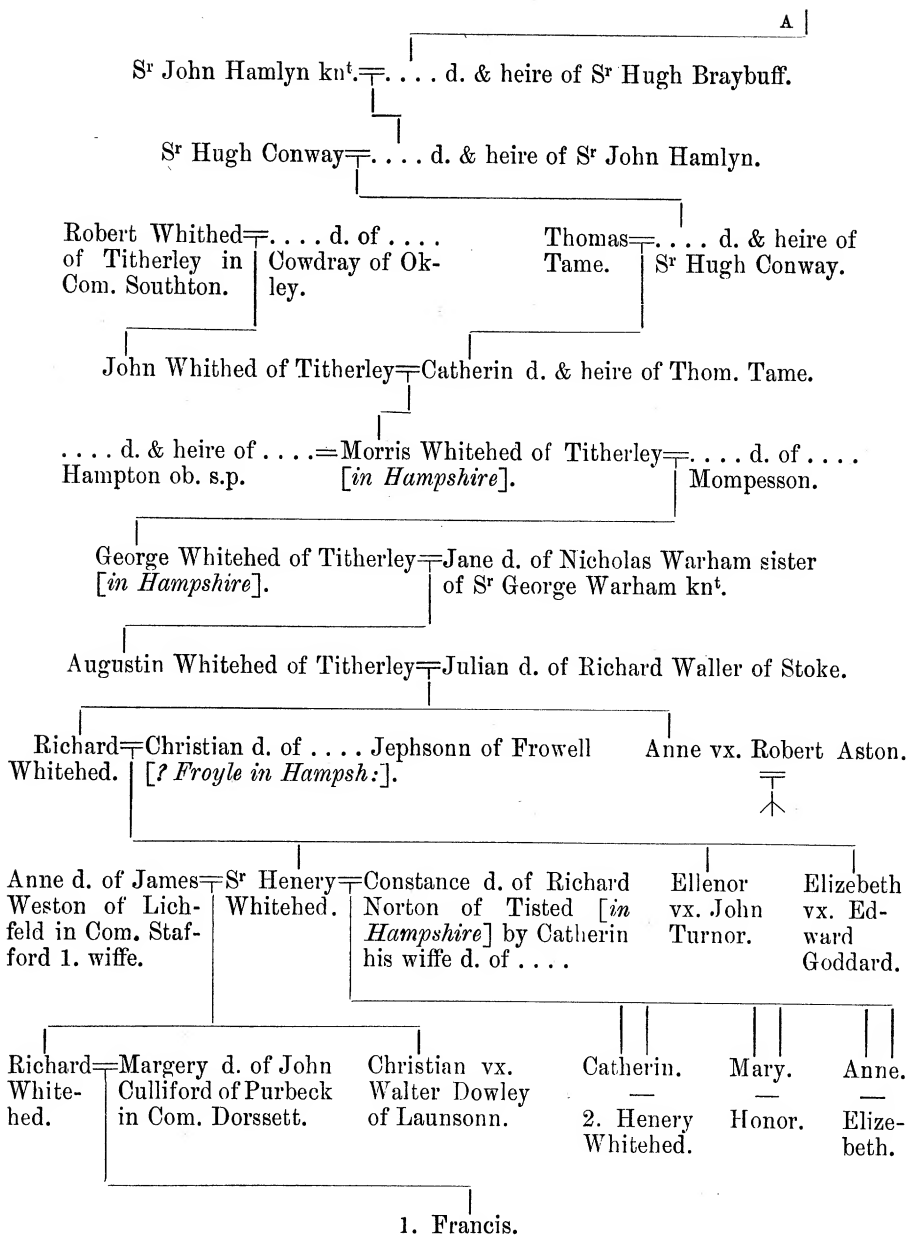 A
Sʳ John Hamlyn knᵗ.=. . . . d. & heire of Sʳ Hugh Braybuff.
Sʳ Hugh Conway=. . . . d. & heire of Sʳ John Hamlyn.
Robert Whithed=. . . . d. of . . . .
of Titherley in Cowdray of Ok-
Com. Southton. ley.
Thomas=. . . . d. & heire of
Tame. Sʳ Hugh Conway.
John Whithed of Titherley=Catherin d. & heire of Thom. Tame.
. . . . d. & heire of . . . .=Morris Whitehed of Titherley=. . . . d. of . . . .
Hampton ob. s.p. [in Hampshire]. Mompesson.
George Whitehed of Titherley=Jane d. of Nicholas Warham sister
[in Hampshire]. of Sʳ George Warham knᵗ.
Augustin Whitehed of Titherley=Julian d. of Richard Waller of Stoke.
Richard=Christian d. of . . . . Jephsonn of Frowell
Whitehed. [? Froyle in Hampsh:].
Anne vx. Robert Aston.
Anne d. of James=Sʳ Henery=Constance d. of Richard
Weston of Lich- Whitehed. Norton of Tisted [in
feld in Com. Staf- Hampshire] by Catherin
ford 1. wiffe. his wiffe d. of . . . .
Ellenor
vx. John
Turnor.
Elizebeth
vx. Ed-
ward
Goddard.
Richard=Margery d. of John
White- Culliford of Purbeck
hed. in Com. Dorssett.
Christian vx.
Walter Dowley
of Launsonn.
Catherin.
—
2. Henery
Whitehed.
Mary.
—
Honor.
Anne.
—
Elize-
beth.
1. Francis.